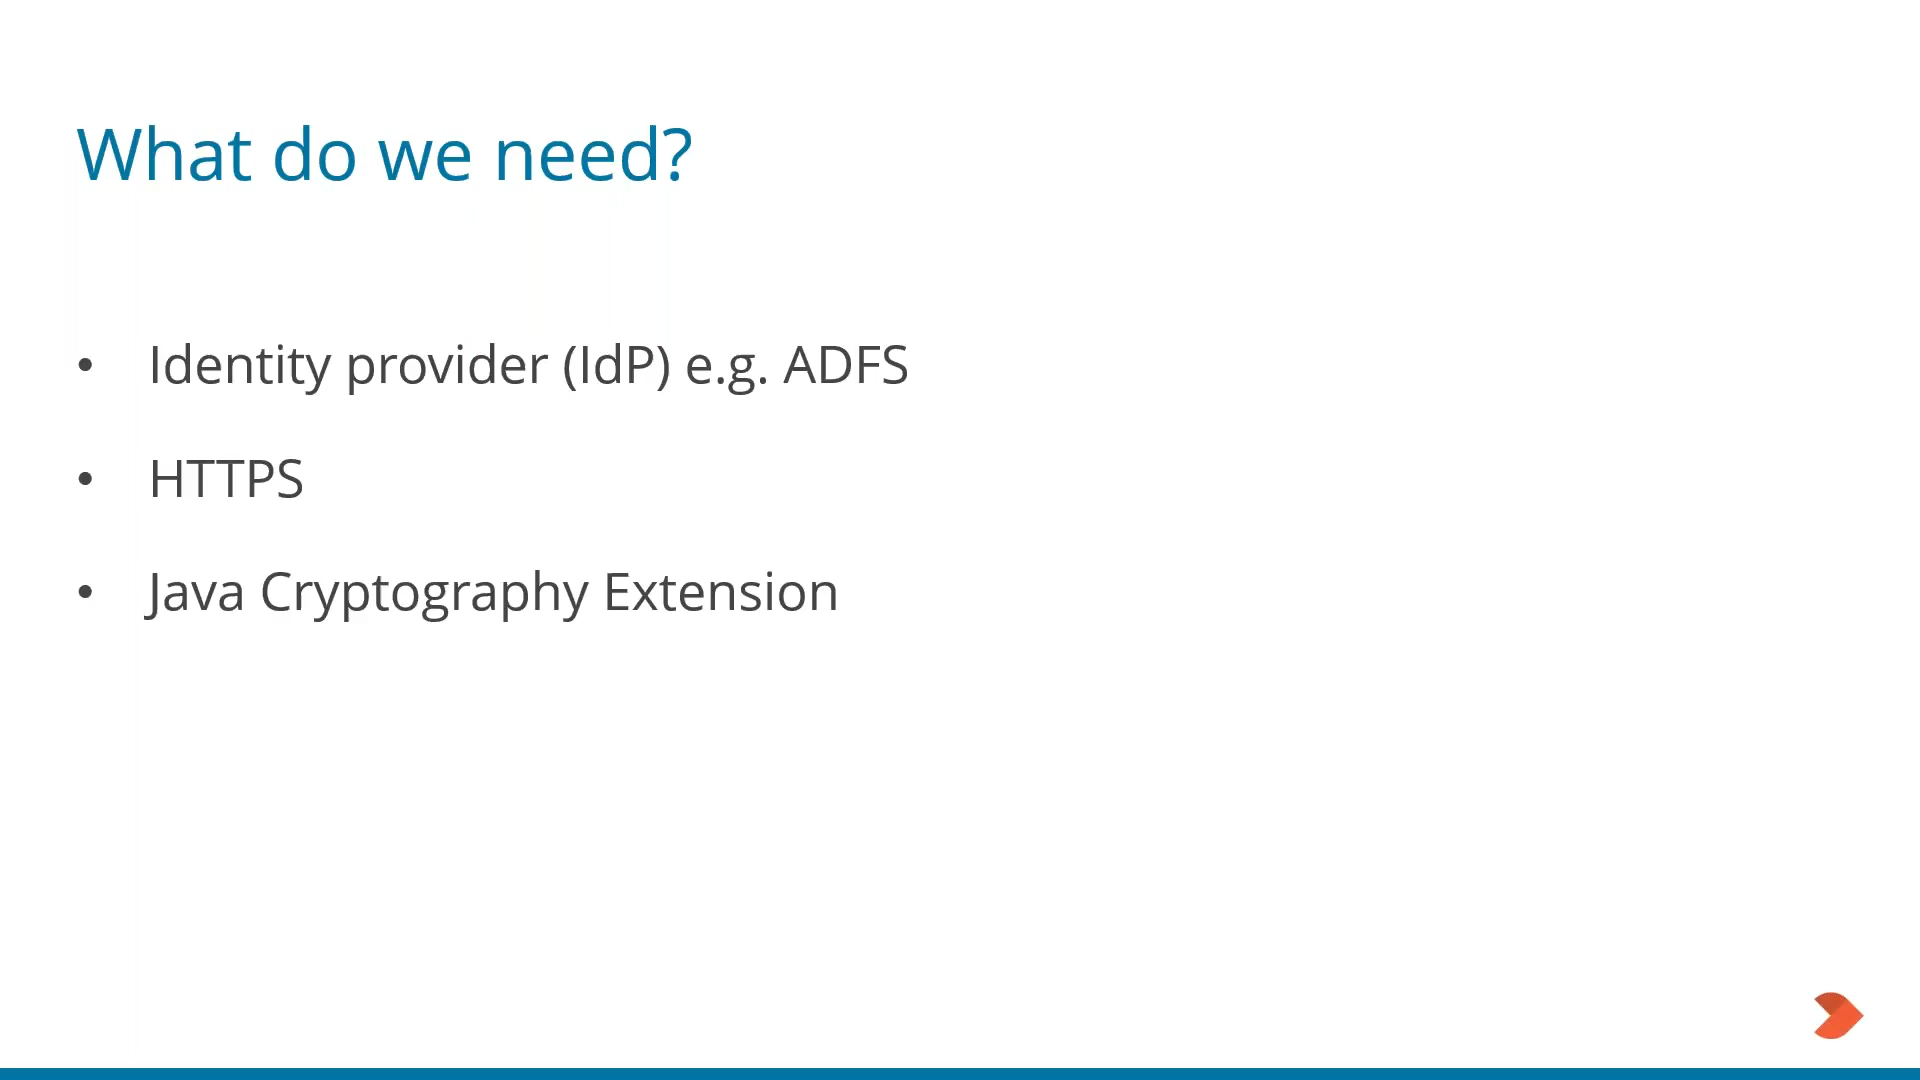 What do we need?
• Identity provider (IdP) e.g. ADFS
• HTTPS
• Java Cryptography Extension